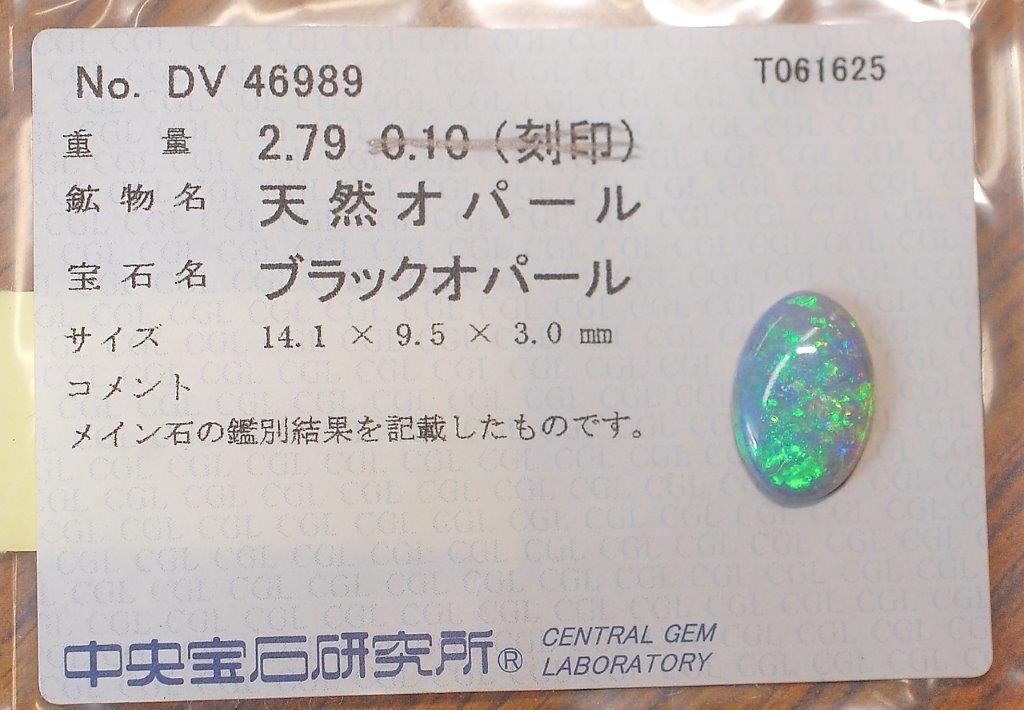 No. DV 46989
T061625
重量 2.79 0.10 (刻印)
鉱物名 天然オパール
宝石名 ブラックオパール
サイズ 14.1 × 9.5 × 3.0 mm
コメント
メイン石の鑑別結果を記載したものです。
中央宝石研究所® CENTRAL GEM
LABORATORY